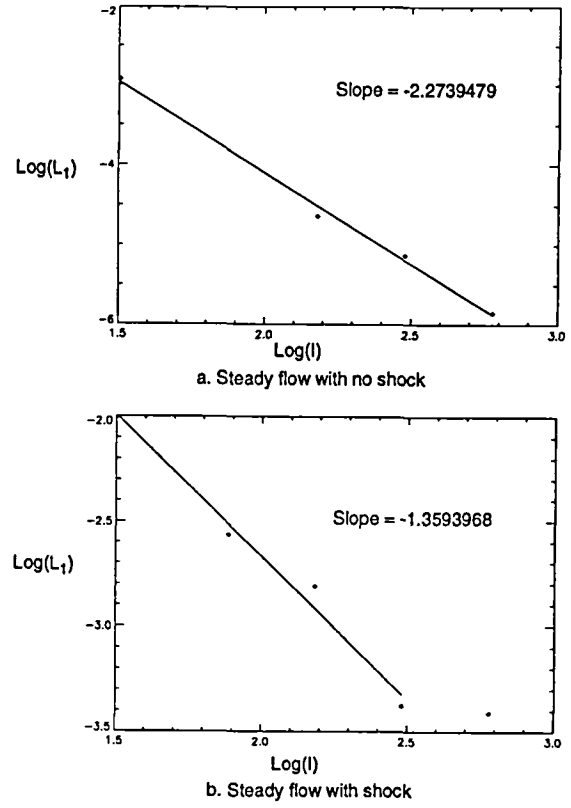 -2
Slope = -2.2739479
Log(L1)
-4
-6
1.5 2.0 2.5 3.0
Log(I)
a. Steady flow with no shock
-2.0
Slope = -1.3593968
-2.5
Log(L1)
-3.0
-3.5
1.5 2.0 2.5 3.0
Log(I)
b. Steady flow with shock